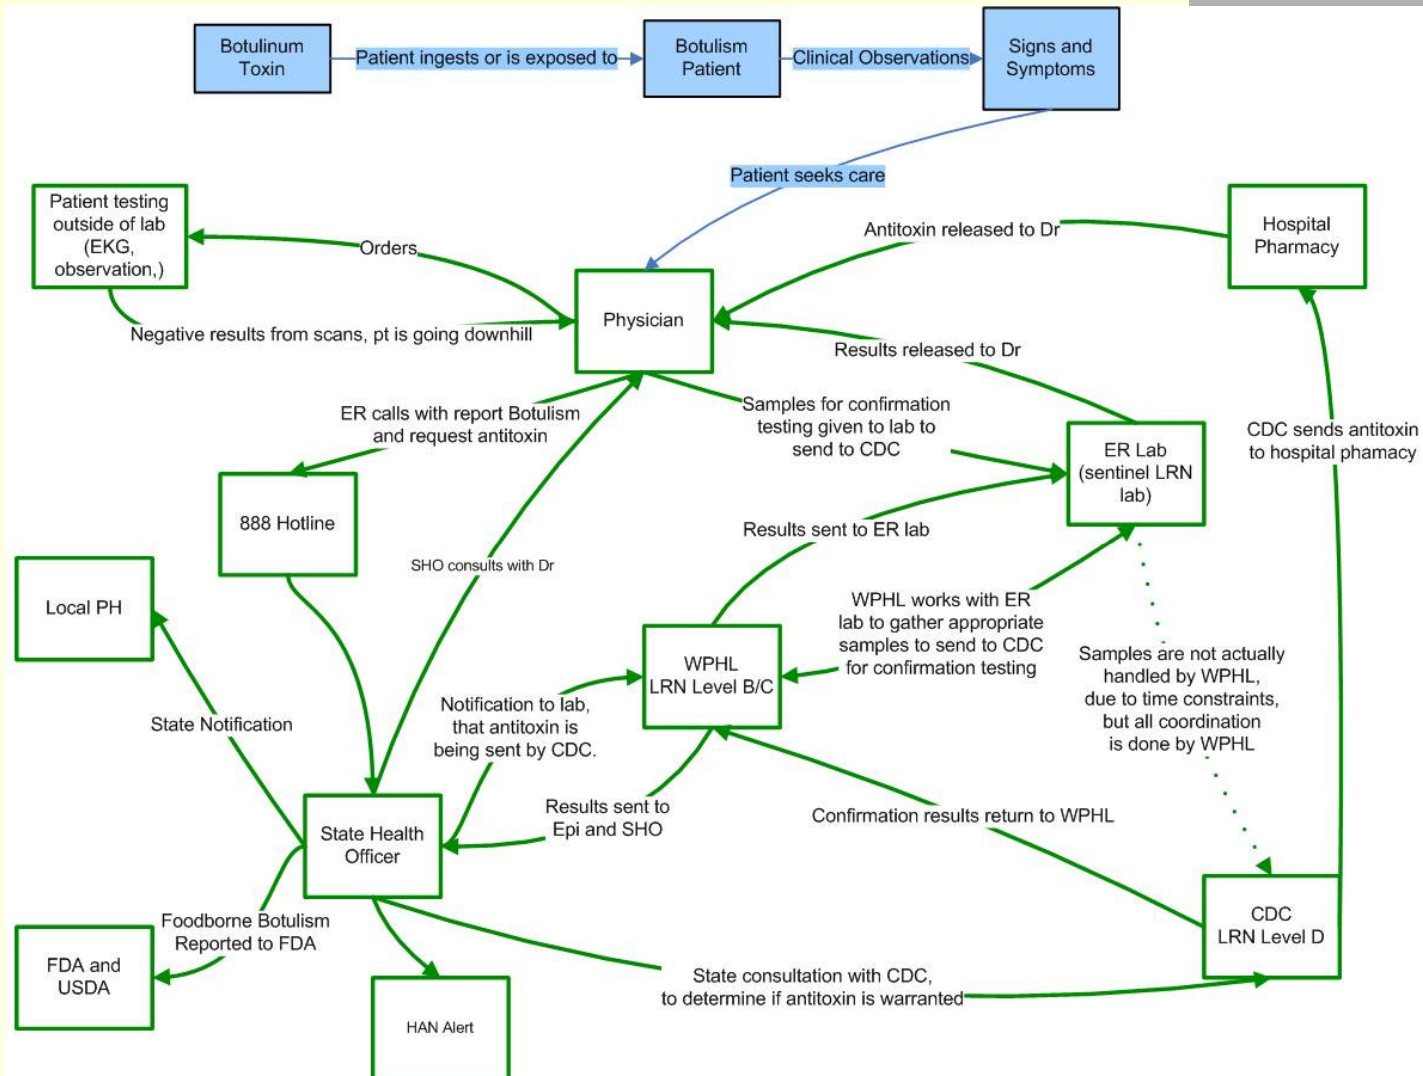 Botulinum
Toxin
Patient ingests or is exposed to
Botulism
Patient
Clinical Observations
Signs and
Symptoms
Patient seeks care
Patient testing
outside of lab
(EKG,
observation,)
Orders
Negative results from scans, pt is going downhill
Physician
Antitoxin released to Dr
Hospital
Pharmacy
Results released to Dr
ER calls with report Botulism
and request antitoxin
Samples for confirmation
testing given to lab to
send to CDC
ER Lab
(sentinel LRN
lab)
CDC sends antitoxin
to hospital phamacy
888 Hotline
SHO consults with Dr
Results sent to ER lab
Local PH
WPHL works with ER
lab to gather appropriate
samples to send to CDC
for confirmation testing
WPHL
LRN Level B/C
Samples are not actually
handled by WPHL,
due to time constraints,
but all coordination
is done by WPHL
State Notification
Notification to lab,
that antitoxin is
being sent by CDC.
Results sent to
Epi and SHO
Confirmation results return to WPHL
State Health
Officer
Foodborne Botulism
Reported to FDA
FDA and
USDA
HAN Alert
State consultation with CDC,
to determine if antitoxin is warranted
CDC
LRN Level D